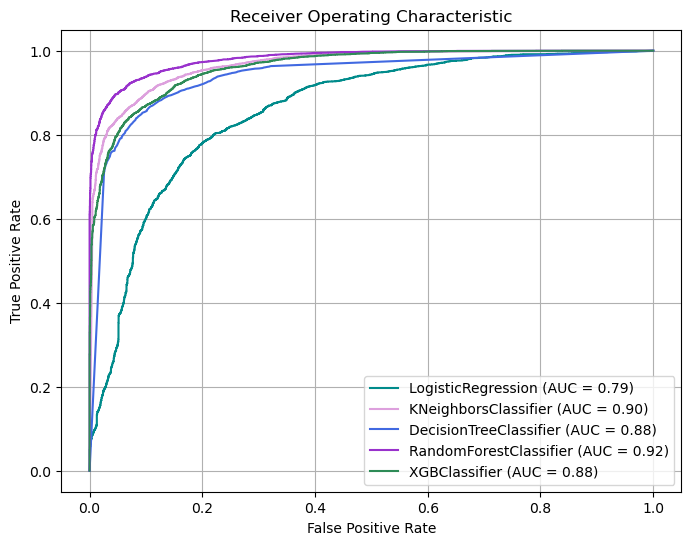 Receiver Operating Characteristic
True Positive Rate
1.0
0.8
0.6
0.4
0.2
0.0
LogisticRegression (AUC = 0.79)
KNeighborsClassifier (AUC = 0.90)
DecisionTreeClassifier (AUC = 0.88)
RandomForestClassifier (AUC = 0.92)
XGBClassifier (AUC = 0.88)
0.0 0.2 0.4 0.6 0.8 1.0
False Positive Rate